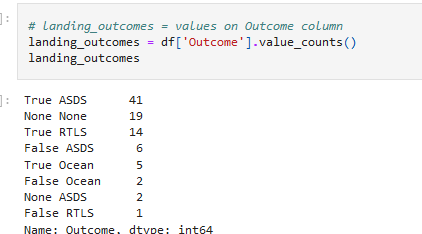 ]:
# landing_outcomes = values on Outcome column
landing_outcomes = df['Outcome'].value_counts()
landing_outcomes
]:
True ASDS 41
None None 19
True RTLS 14
False ASDS 6
True Ocean 5
False Ocean 2
None ASDS 2
False RTLS 1
Name: Outcome, dtype: int64